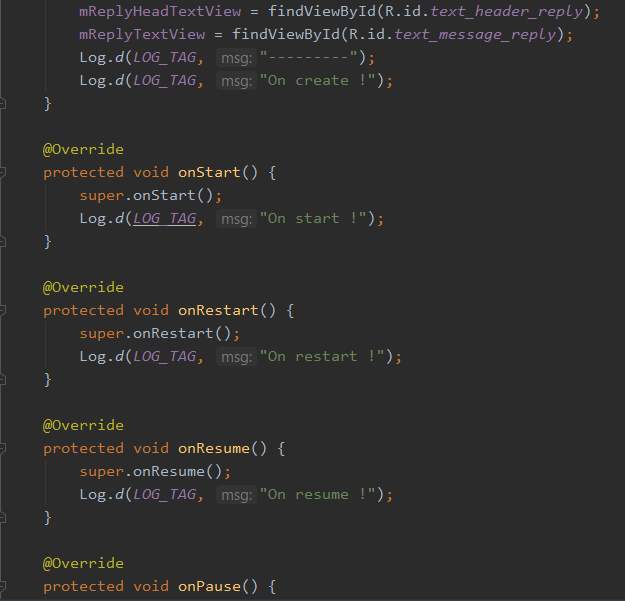 mReplyHeadTextView = findViewById(R.id.text_header_reply);
mReplyTextView = findViewById(R.id.text_message_reply);
Log.d(LOG_TAG, msg: "---------");
Log.d(LOG_TAG, msg: "On create !");
}
@Override
protected void onStart() {
super.onStart();
Log.d(LOG_TAG, msg: "On start !");
}
@Override
protected void onRestart() {
super.onRestart();
Log.d(LOG_TAG, msg: "On restart !");
}
@Override
protected void onResume() {
super.onResume();
Log.d(LOG_TAG, msg: "On resume !");
}
@Override
protected void onPause() {